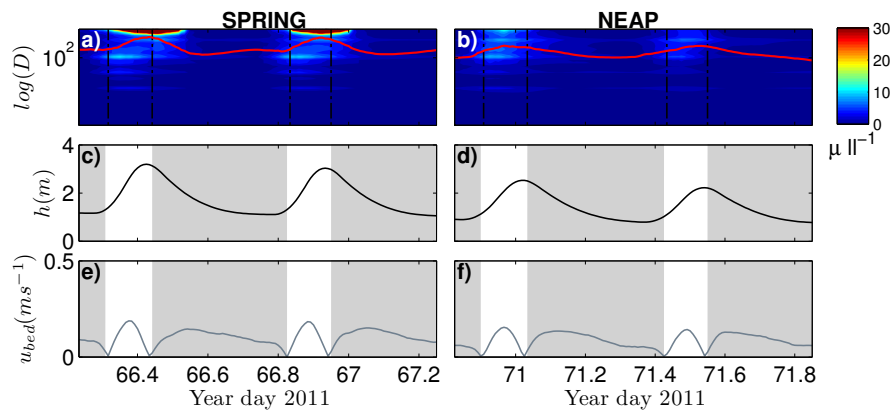 SPRING NEAP
a) b)
log(D) 10² 30 20 10 0
μ ll⁻¹
c) d)
h(m) 4 2 0
e) f)
u_bed(ms⁻¹) 0.5 0
66.4 66.6 66.8 67 67.2 71 71.2 71.4 71.6 71.8
Year day 2011 Year day 2011